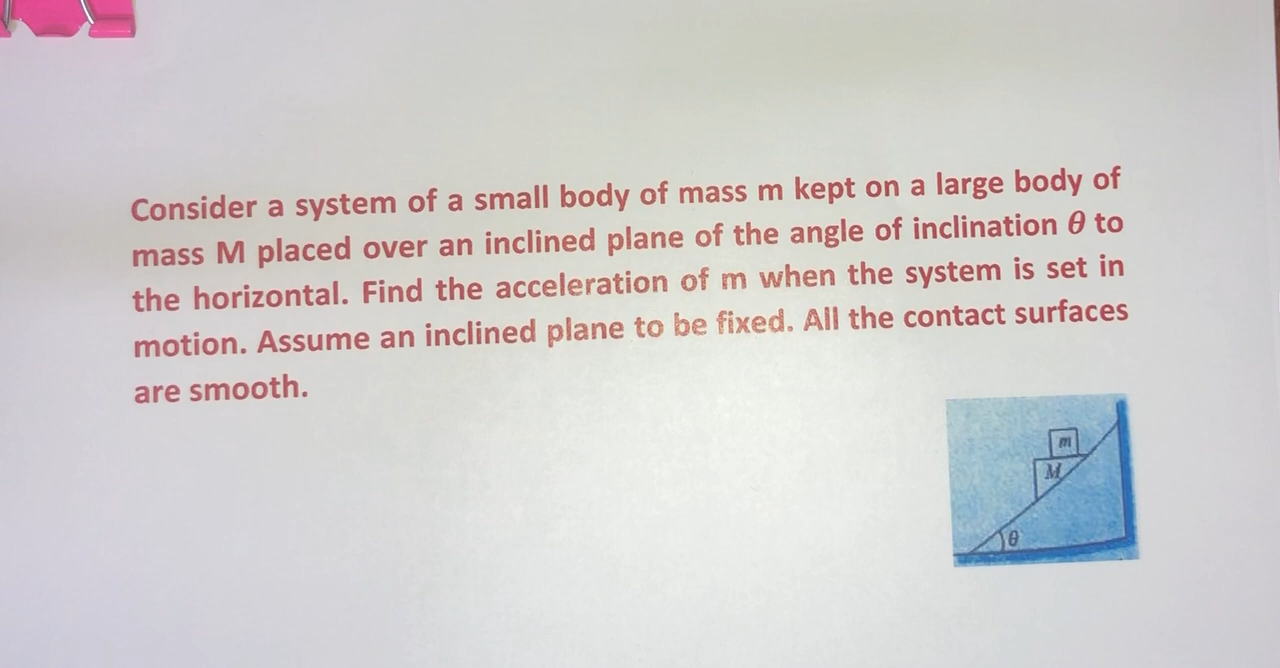 Consider a system of a small body of mass m kept on a large body of
mass M placed over an inclined plane of the angle of inclination θ to
the horizontal. Find the acceleration of m when the system is set in
motion. Assume an inclined plane to be fixed. All the contact surfaces
are smooth.
m
M
θ